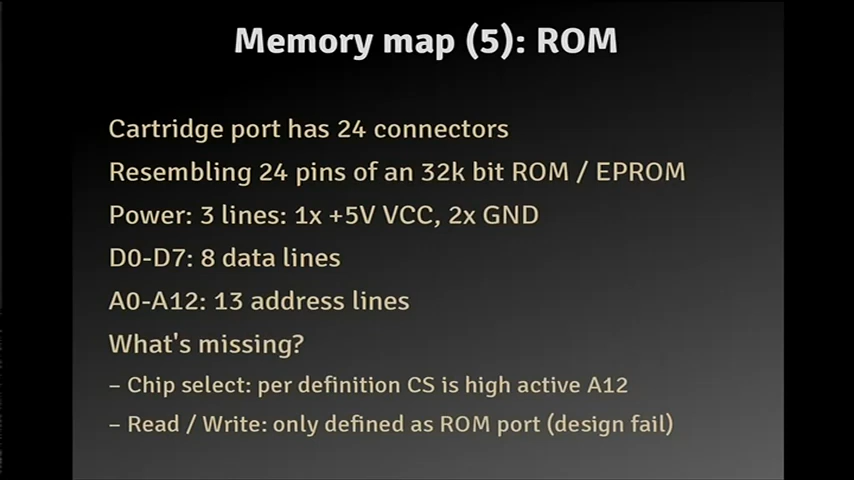 Memory map (5): ROM
Cartridge port has 24 connectors
Resembling 24 pins of an 32k bit ROM / EPROM
Power: 3 lines: 1x +5V VCC, 2x GND
D0-D7: 8 data lines
A0-A12: 13 address lines
What's missing?
– Chip select: per definition CS is high active A12
– Read / Write: only defined as ROM port (design fail)